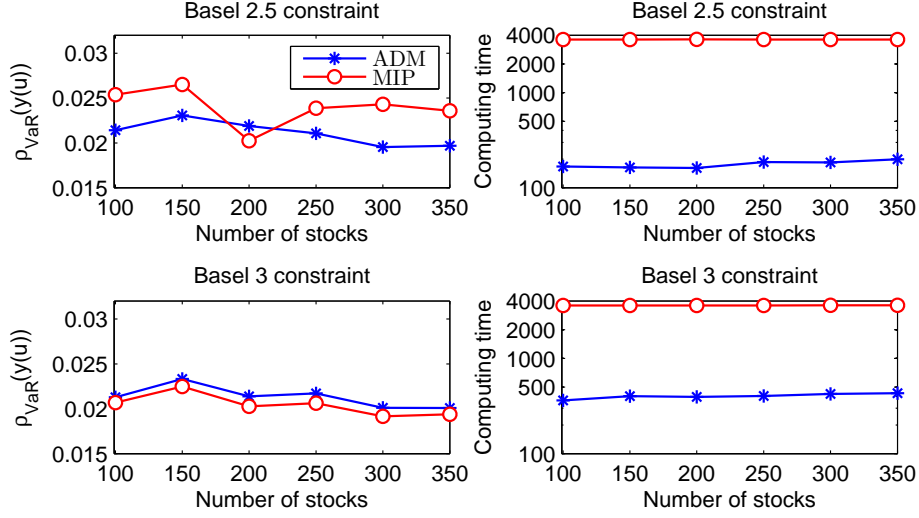 Basel 2.5 constraint
ρVaR(y(u))
0.03
0.025
0.02
0.015
ADM
MIP
100 150 200 250 300 350
Number of stocks
Basel 2.5 constraint
Computing time
4000
2000
1000
500
100
100 150 200 250 300 350
Number of stocks
Basel 3 constraint
ρVaR(y(u))
0.03
0.025
0.02
0.015
100 150 200 250 300 350
Number of stocks
Basel 3 constraint
Computing time
4000
2000
1000
500
100
100 150 200 250 300 350
Number of stocks